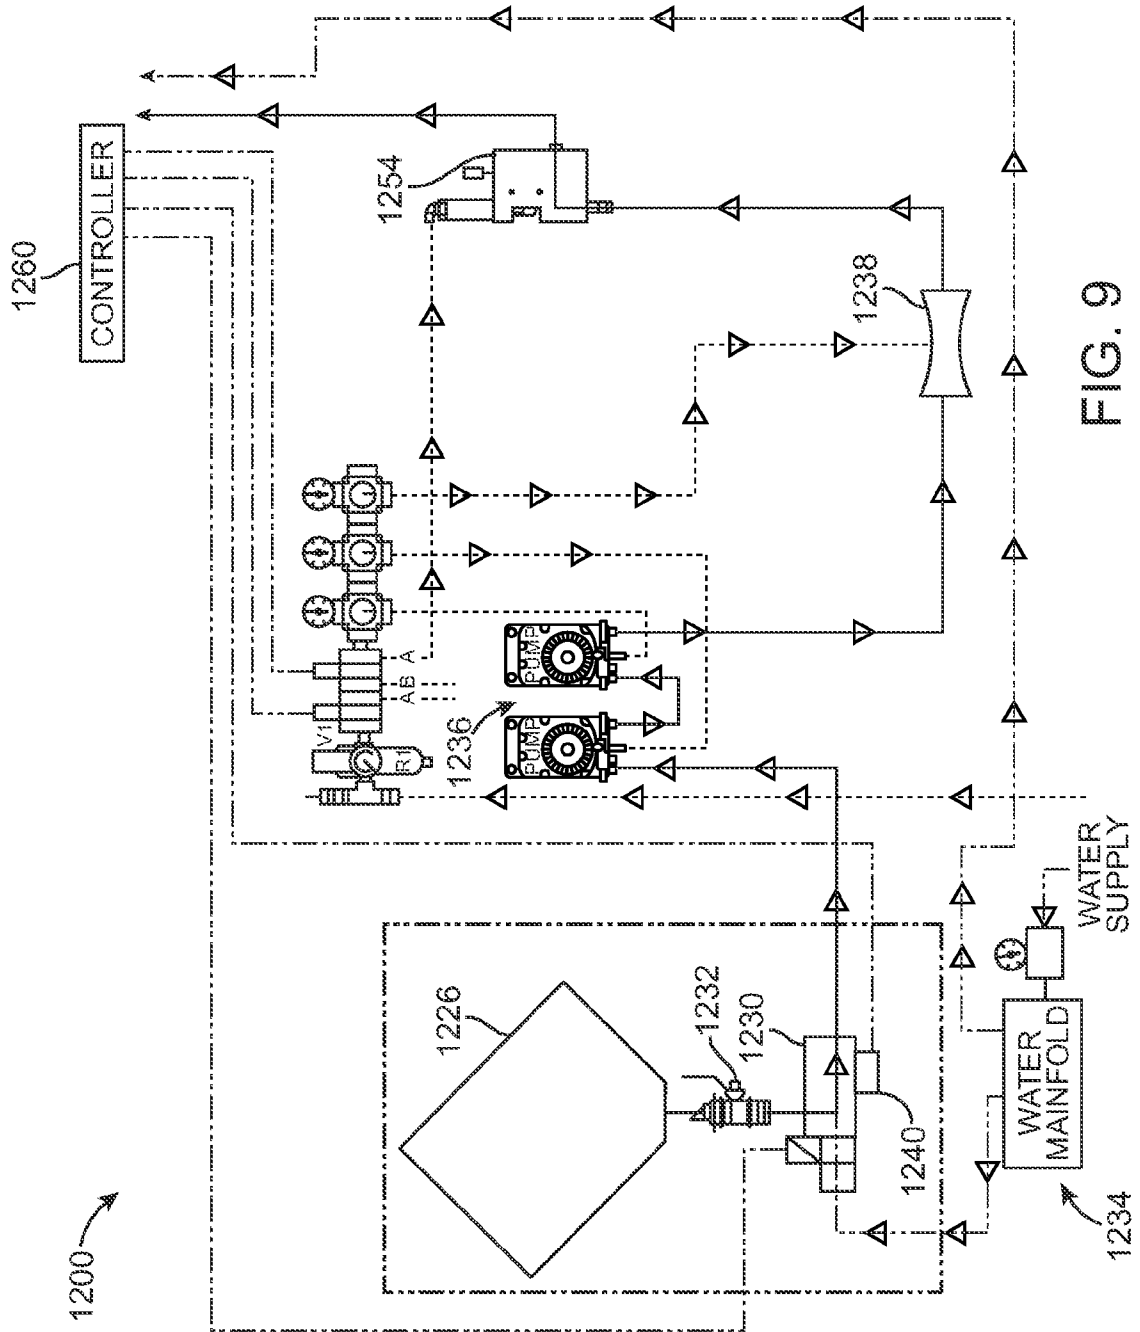 1200
1260
CONTROLLER
1254
1238
V1
R1
A
AB
A
PUMP
PUMP
1236
1226
1232
1230
1240
WATER
MAINFOLD
1234
WATER
SUPPLY
FIG. 9